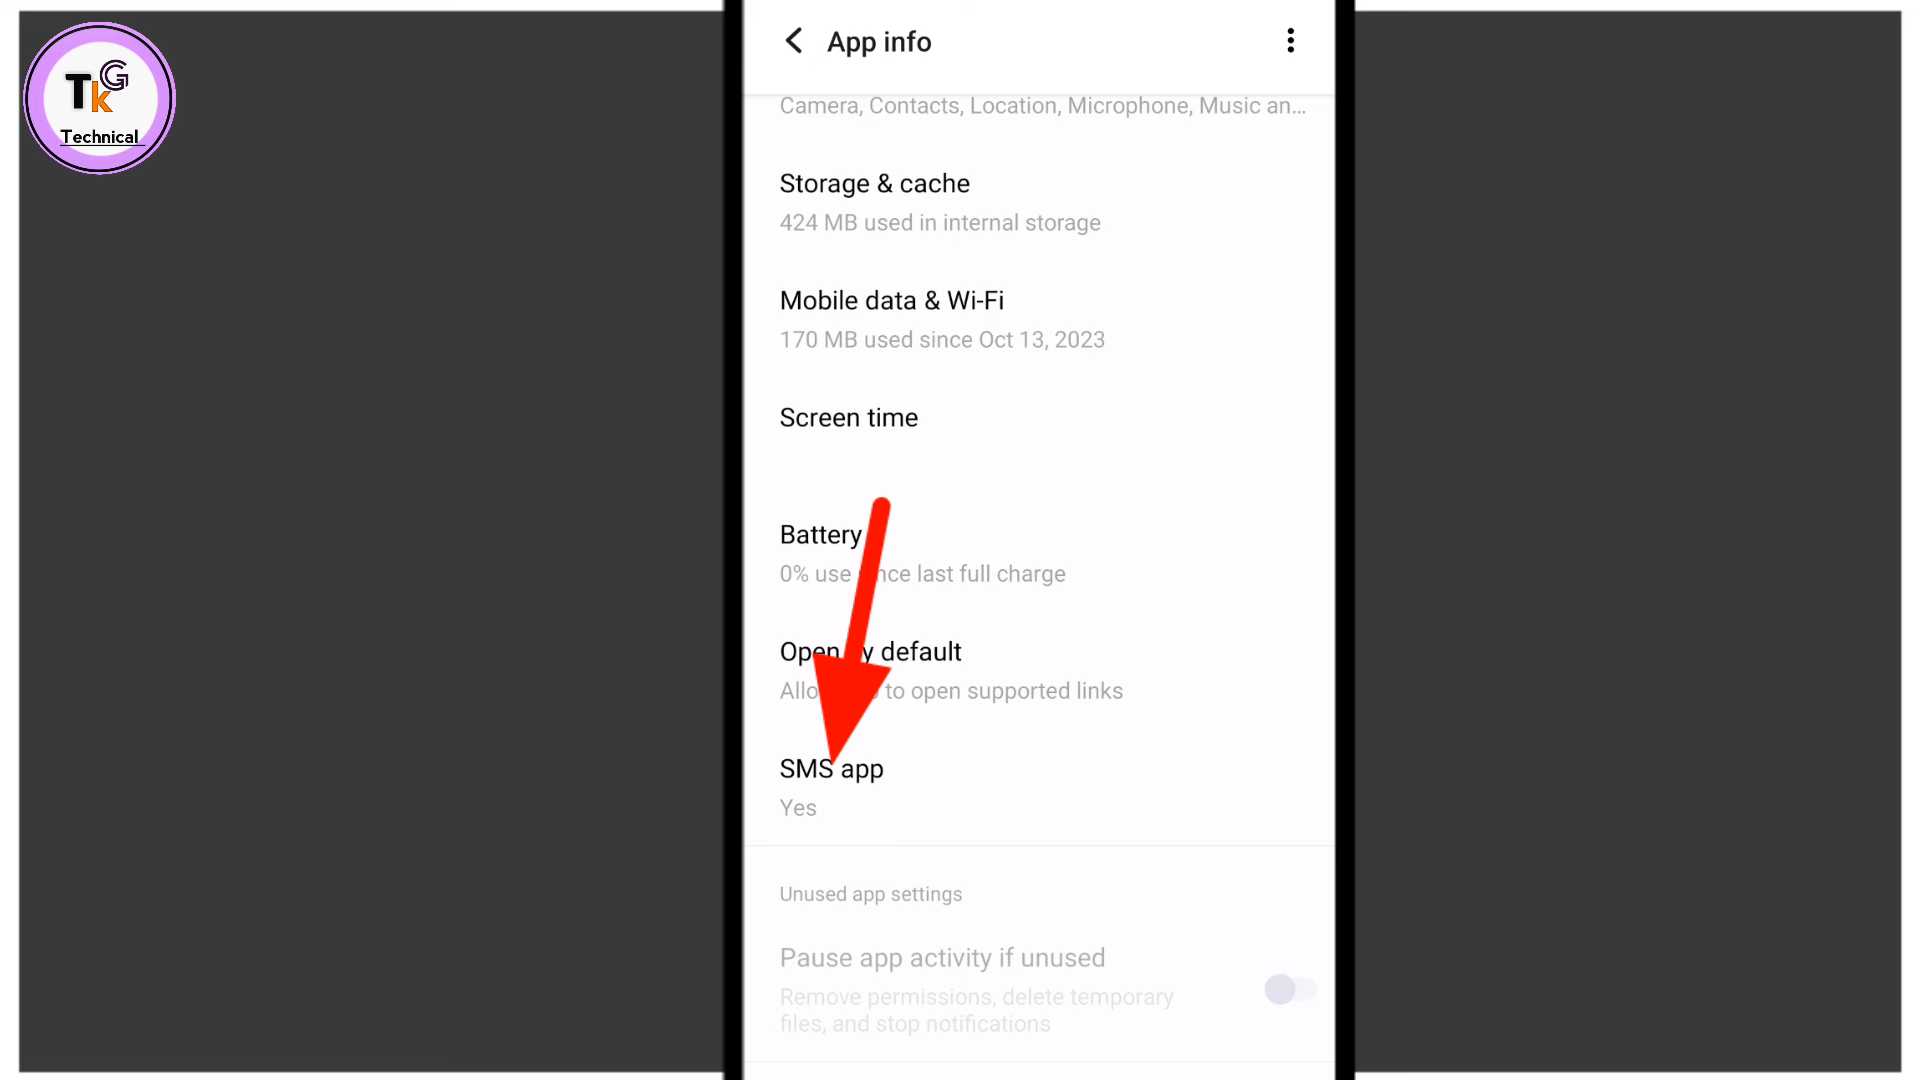 TkG
Technical
App info
Camera, Contacts, Location, Microphone, Music an...
Storage & cache
424 MB used in internal storage
Mobile data & Wi-Fi
170 MB used since Oct 13, 2023
Screen time
Battery
0% use since last full charge
Open by default
to open supported links
SMS app
Yes
Unused app settings
Pause app activity if unused
Remove permissions, delete temporary
files, and stop notifications